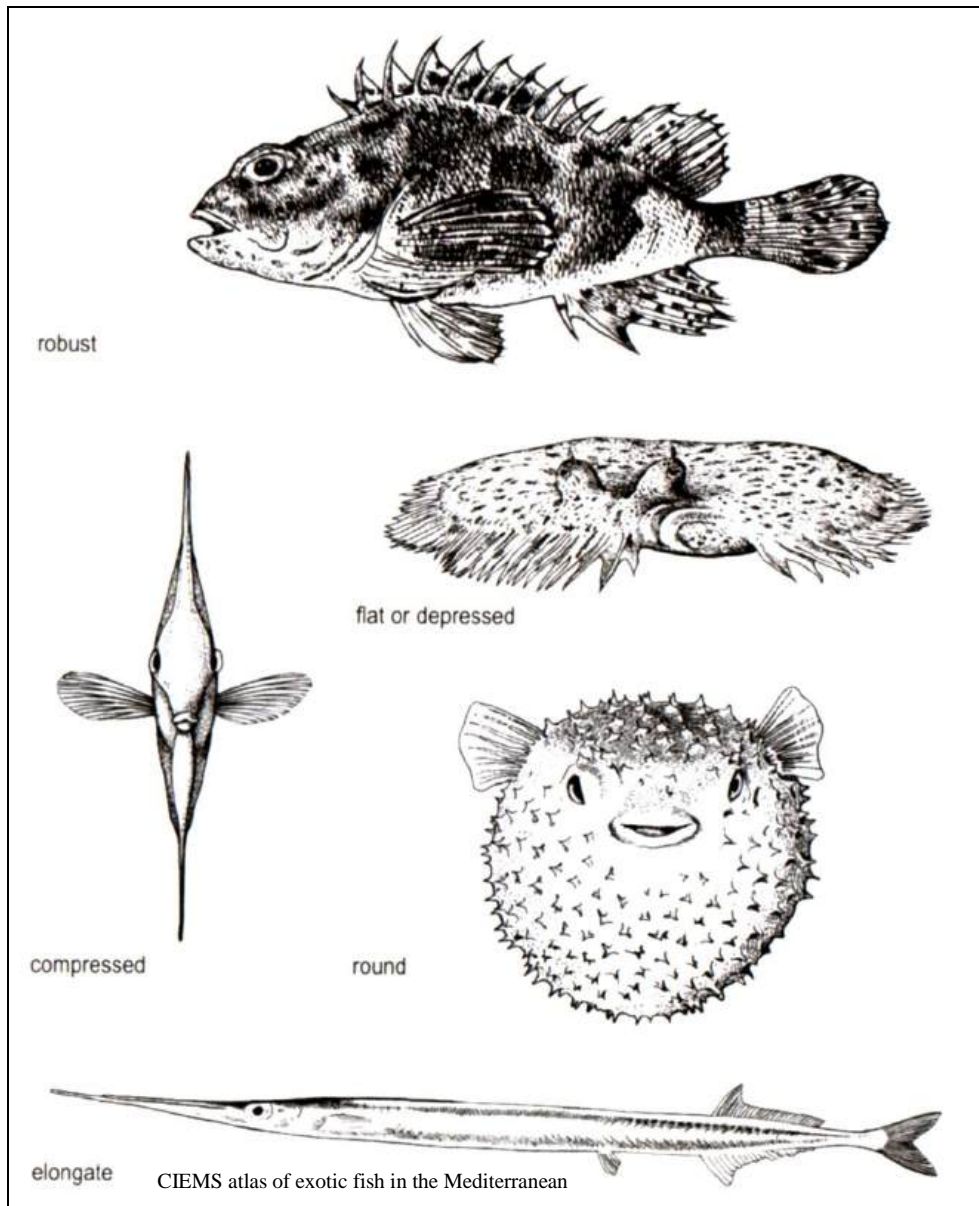 robust
flat or depressed
compressed
round
elongate
CIEMS atlas of exotic fish in the Mediterranean